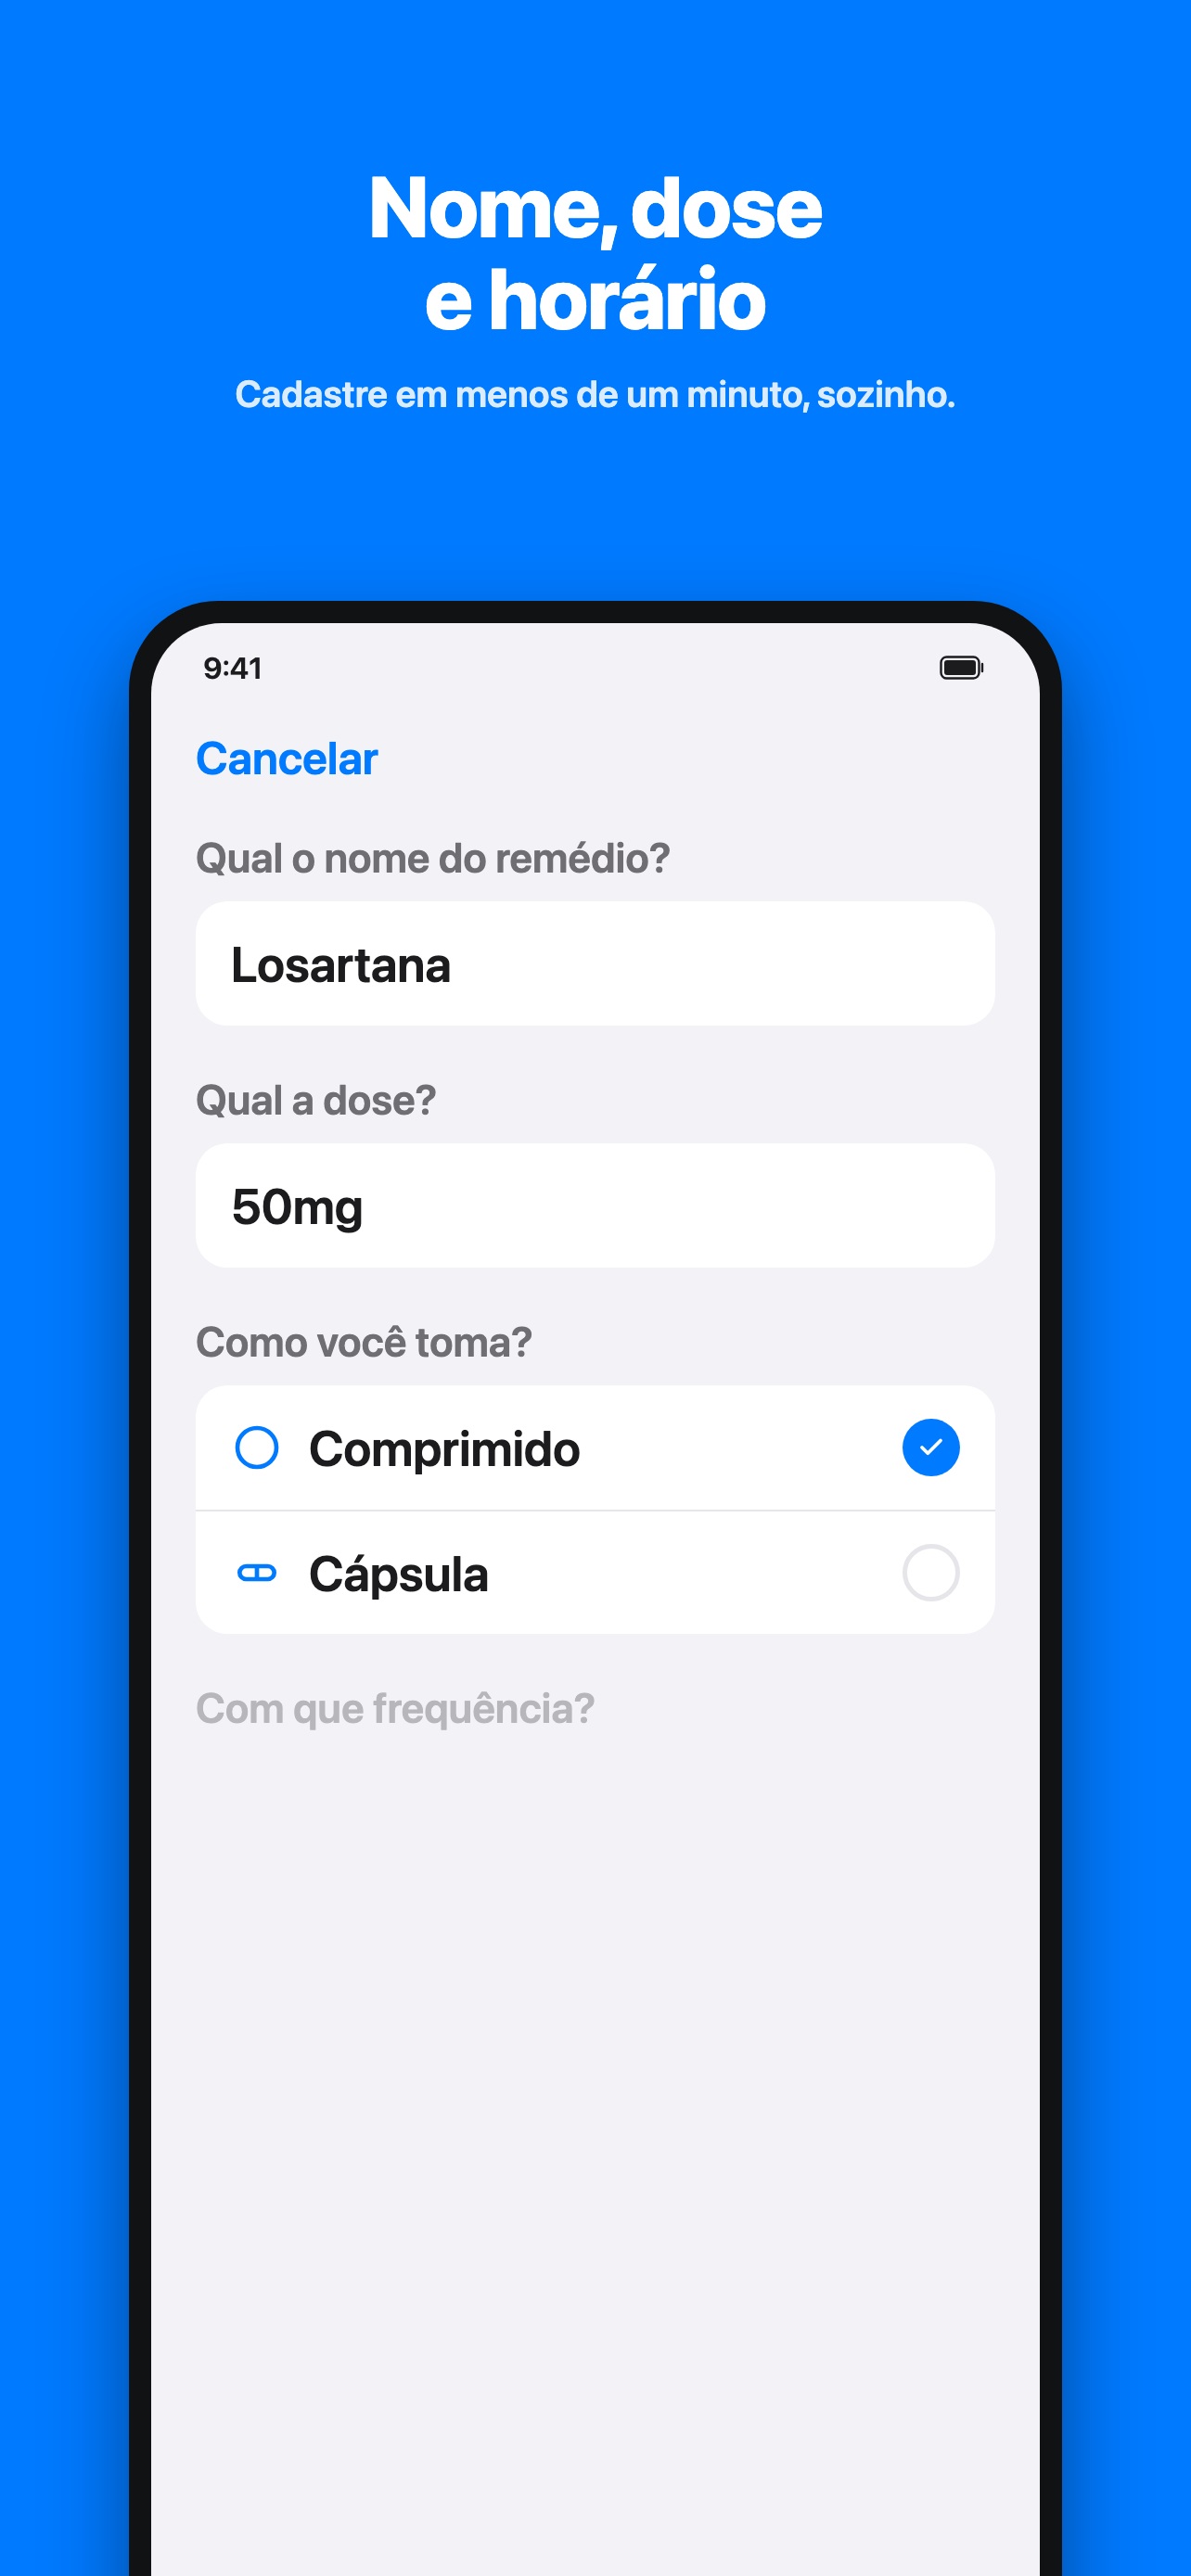 Nome, dose
e horário
Cadastre em menos de um minuto, sozinho.
9:41
Cancelar
Qual o nome do remédio?
Losartana
Qual a dose?
50mg
Como você toma?
Comprimido
Cápsula
Com que frequência?